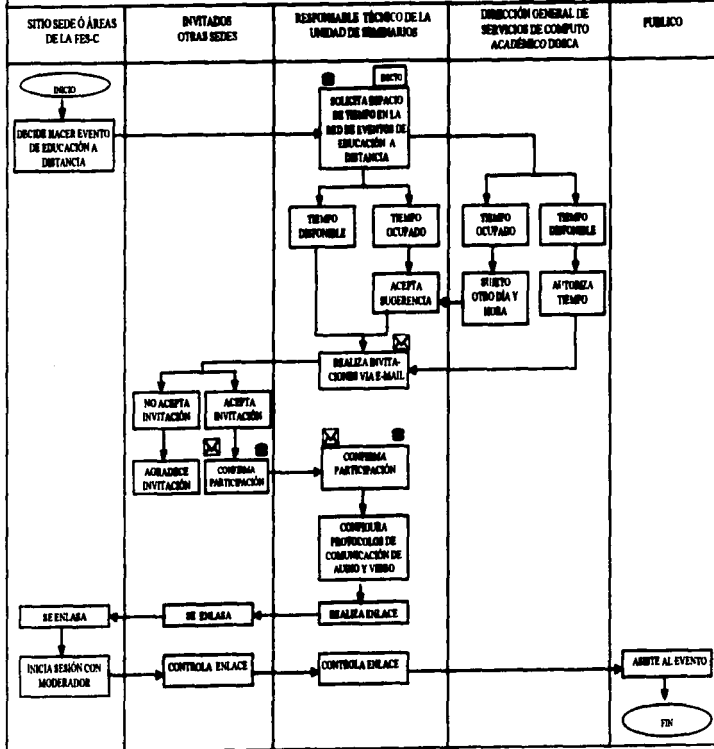 SITIO SEDE Ó ÁREAS
DE LA FES-C
INVITADOS
OTRAS SEDES
RESPONSABLE TÉCNICO DE LA
UNIDAD DE SEMINARIOS
DIRECCIÓN GENERAL DE
SERVICIOS DE COMPUTO
ACADÉMICO DGSCA
PUBLICO
INICIO
DECIDE HACER EVENTO
DE EDUCACIÓN A
DISTANCIA
INICIO
SOLICITA ESPACIO
DE TIEMPO EN LA
RED DE EVENTOS DE
EDUCACIÓN A
DISTANCIA
TIEMPO
DISPONIBLE
TIEMPO
OCUPADO
TIEMPO
OCUPADO
TIEMPO
DISPONIBLE
ACEPTA
SUGERENCIA
SUJETO
OTRO DÍA Y
HORA
AUTORIZA
TIEMPO
REALIZA INVITA-
CIONES VIA E-MAIL
NO ACEPTA
INVITACIÓN
ACEPTA
INVITACIÓN
AGRADECE
INVITACIÓN
CONFIRMA
PARTICIPACIÓN
CONFIRMA
PARTICIPACIÓN
CONFIGURA
PROTOCOLOS DE
COMUNICACIÓN DE
AUDIO Y VIDEO
SE ENLASA
SE ENLASA
REALIZA ENLACE
INICIA SESIÓN CON
MODERADOR
CONTROLA ENLACE
CONTROLA ENLACE
ASISTE AL EVENTO
FIN